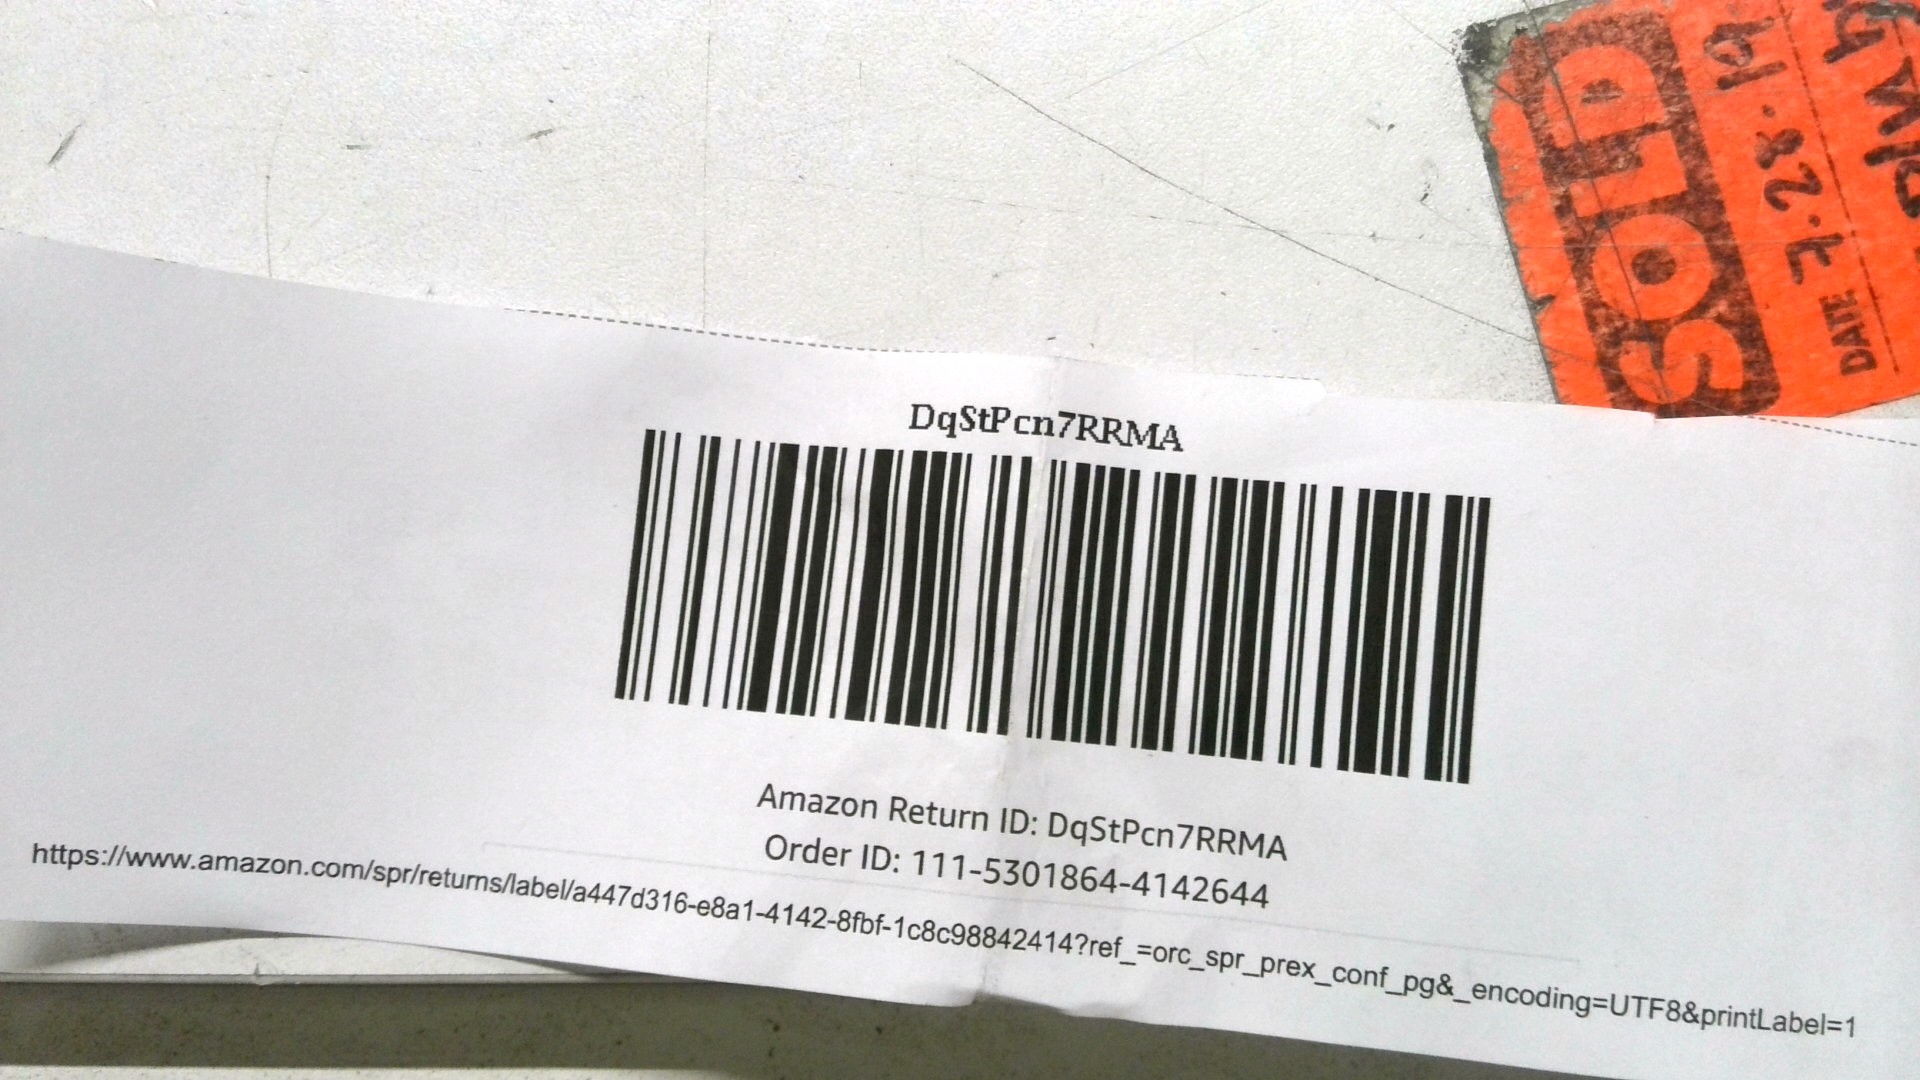 DqStPcn7RRMA
Amazon Return ID: DqStPcn7RRMA
Order ID: 111-5301864-4142644
https://www.amazon.com/spr/returns/label/a447d316-e8a1-4142-8fbf-1c8c98842414?ref_=orc_spr_prex_conf_pg&_encoding=UTF8&printLabel=1
SOLD
DATE 7.28.19